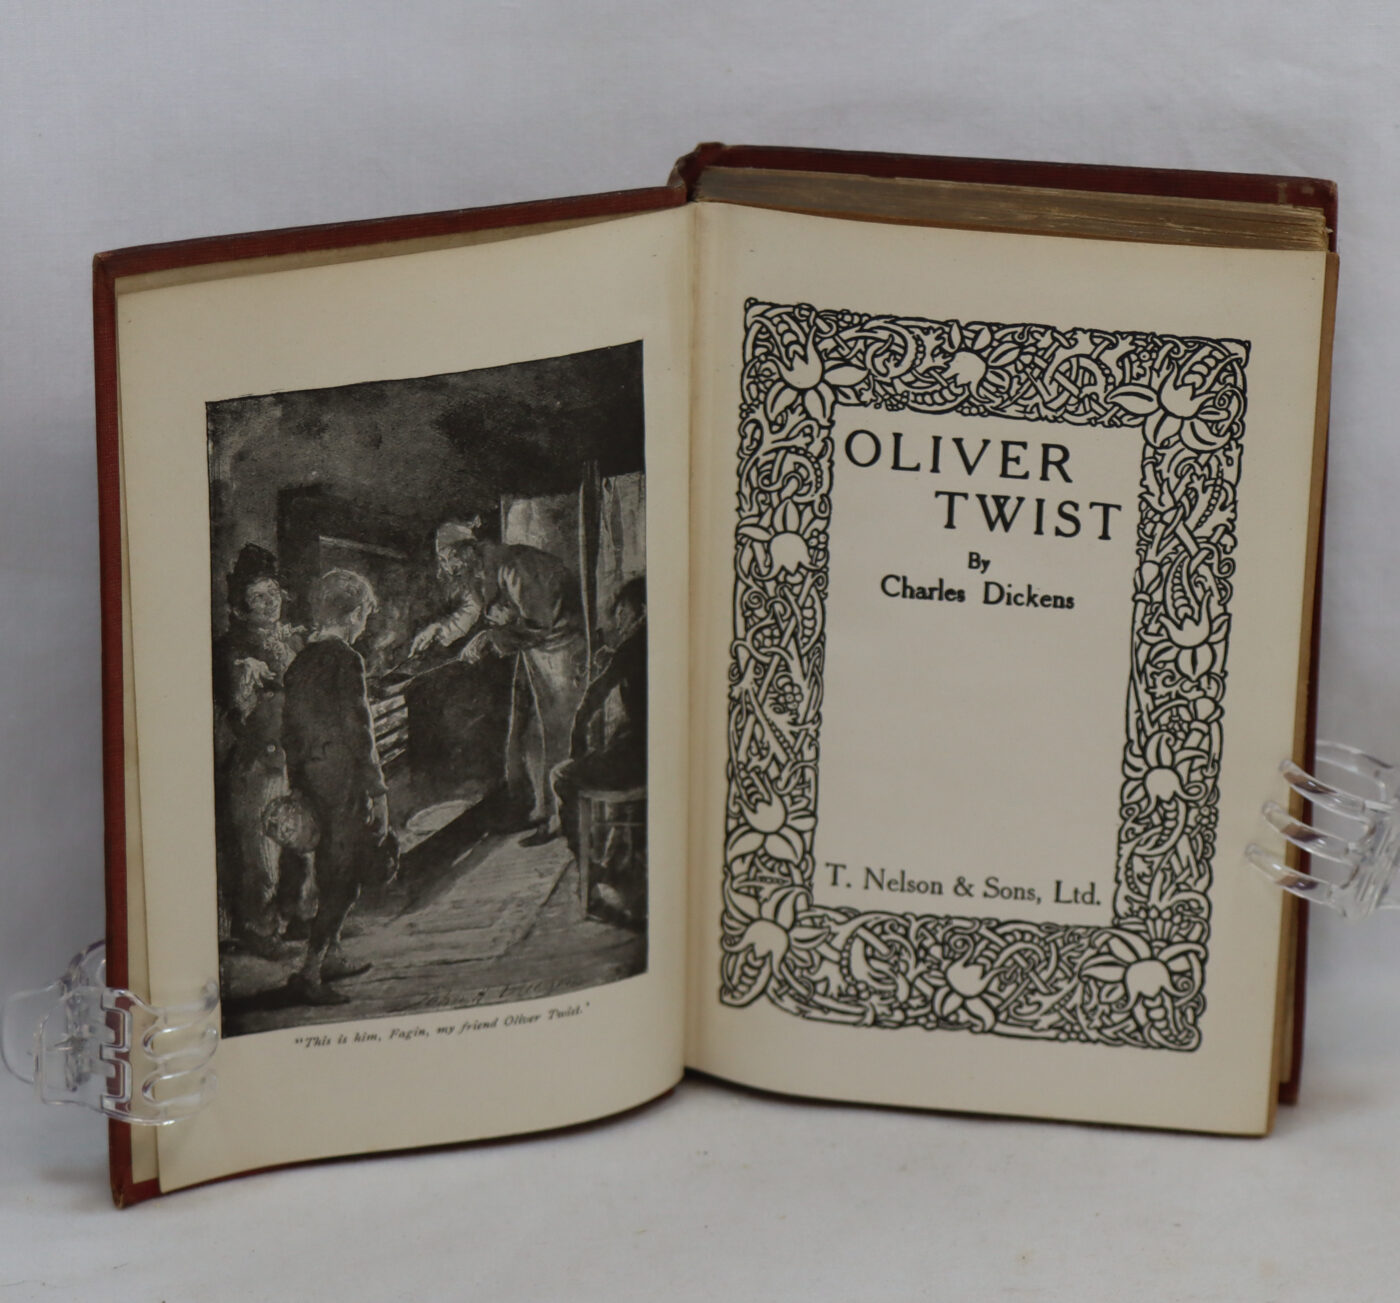 "This is him, Fagin, my friend Oliver Twist.'
OLIVER
TWIST
By
Charles Dickens
T. Nelson & Sons, Ltd.